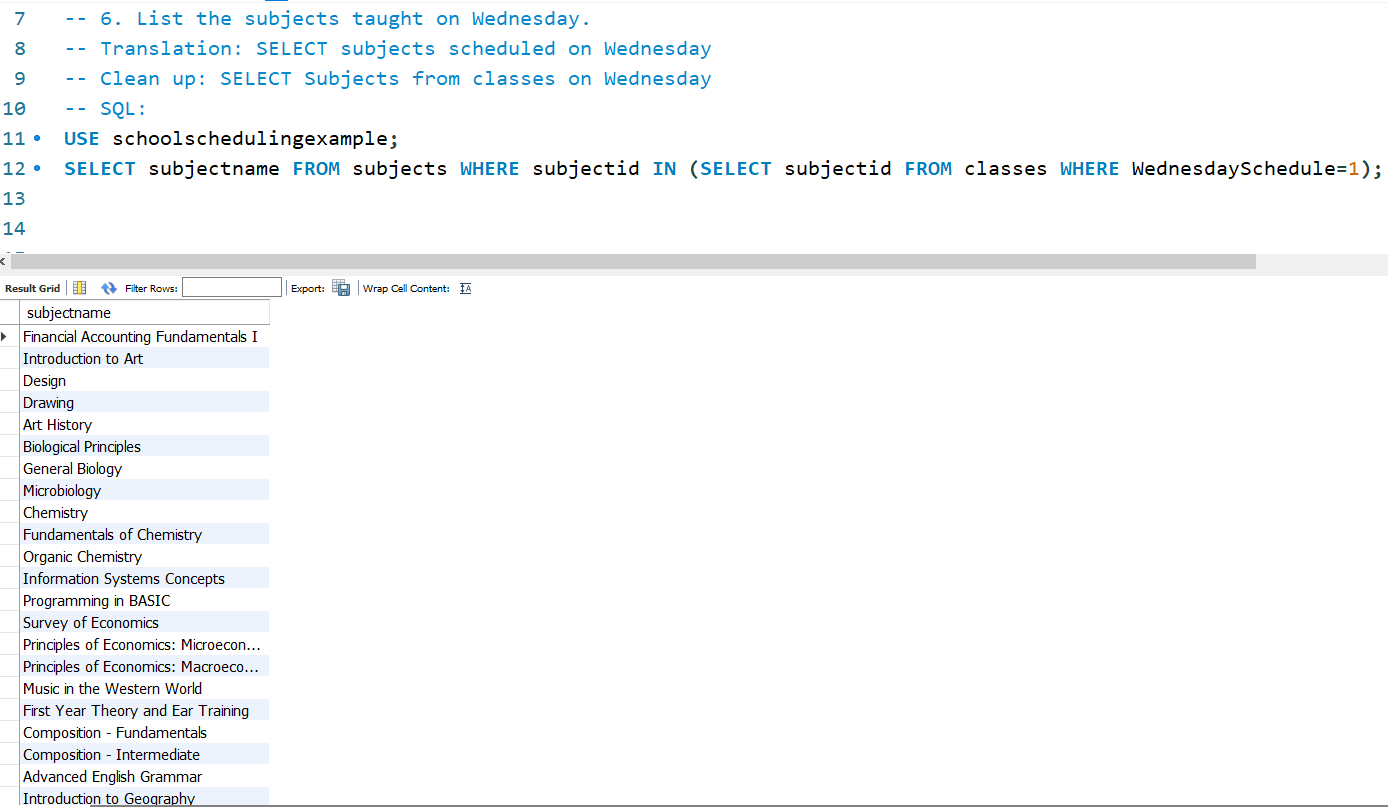 7 -- 6. List the subjects taught on Wednesday.
8 -- Translation: SELECT subjects scheduled on Wednesday
9 -- Clean up: SELECT Subjects from classes on Wednesday
10 -- SQL:
11 USE schoolschedulingexample;
12 SELECT subjectname FROM subjects WHERE subjectid IN (SELECT subjectid FROM classes WHERE WednesdaySchedule=1);
13
14
Result Grid Filter Rows: Export: Wrap Cell Content:
subjectname
Financial Accounting Fundamentals I
Introduction to Art
Design
Drawing
Art History
Biological Principles
General Biology
Microbiology
Chemistry
Fundamentals of Chemistry
Organic Chemistry
Information Systems Concepts
Programming in BASIC
Survey of Economics
Principles of Economics: Microecon...
Principles of Economics: Macroeco...
Music in the Western World
First Year Theory and Ear Training
Composition - Fundamentals
Composition - Intermediate
Advanced English Grammar
Introduction to Geography